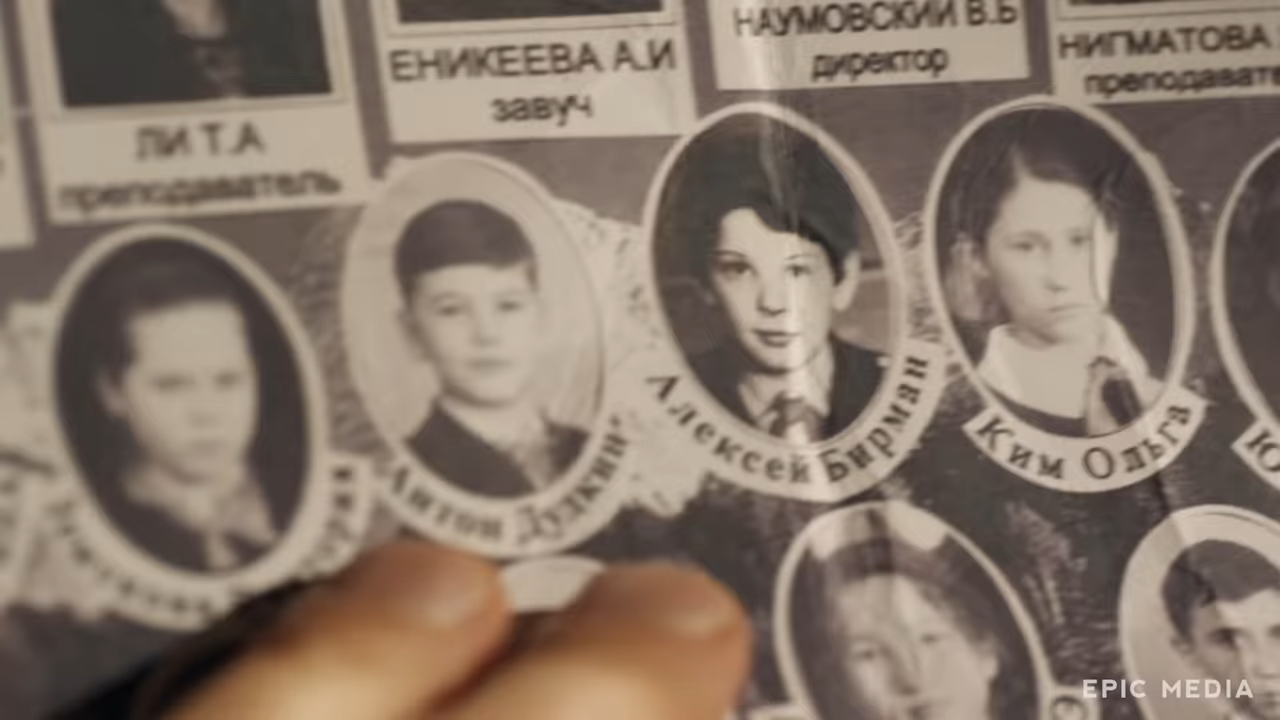 ЛИ Т.А
преподаватель
ЕНИКЕЕВА А.И
завуч
НАУМОВСКИЙ В.Б
директор
НИГМАТОВА
преподавате
Антон Дудкин
Алексей Бирман
Ким Ольга
Ю
EPIC MEDIA